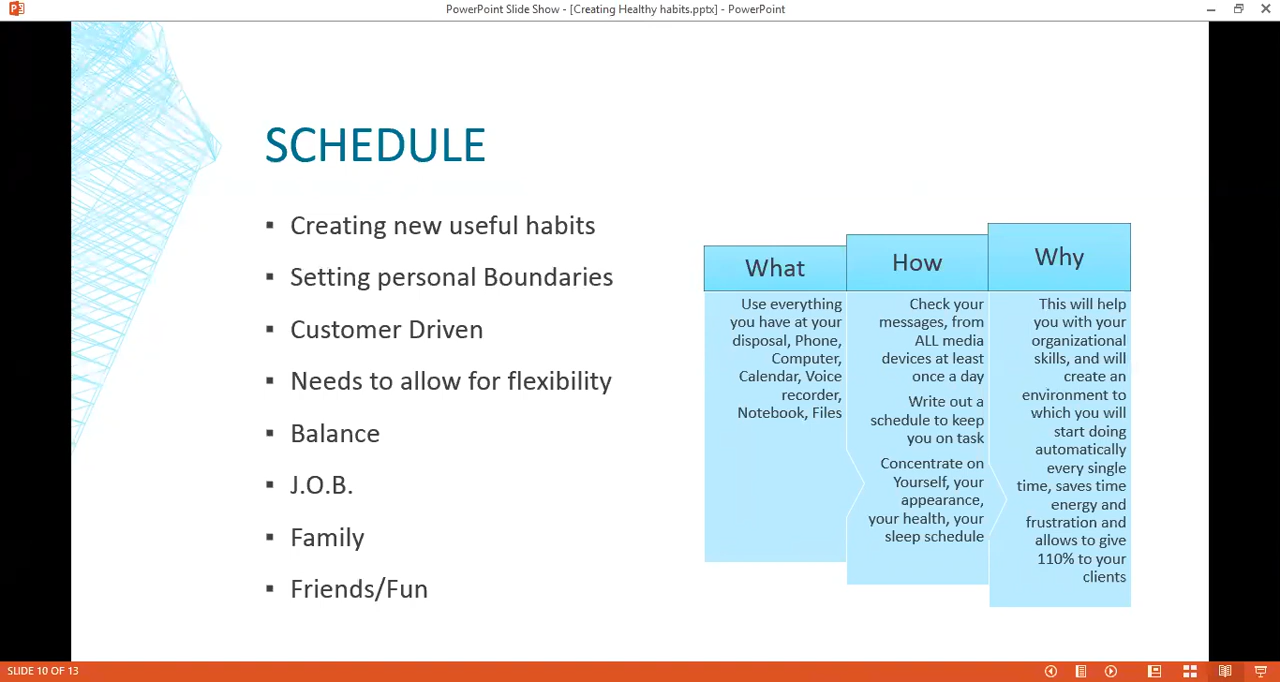 PowerPoint Slide Show - [Creating Healthy habits.pptx] - PowerPoint
SCHEDULE
▪ Creating new useful habits
▪ Setting personal Boundaries
▪ Customer Driven
▪ Needs to allow for flexibility
▪ Balance
▪ J.O.B.
▪ Family
▪ Friends/Fun
What
Use everything
you have at your
disposal, Phone,
Computer,
Calendar, Voice
recorder,
Notebook, Files
How
Check your
messages, from
ALL media
devices at least
once a day
Write out a
schedule to keep
you on task
Concentrate on
Yourself, your
appearance,
your health, your
sleep schedule
Why
This will help
you with your
organizational
skills, and will
create an
environment to
which you will
start doing
automatically
every single
time, saves time
energy and
frustration and
allows to give
110% to your
clients
SLIDE 10 OF 13